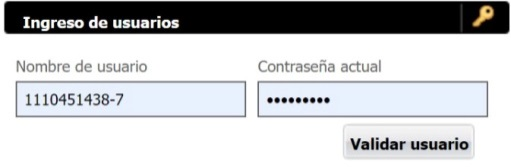 Ingreso de usuarios
Nombre de usuario Contraseña actual
1110451438-7 •••••••••
Validar usuario